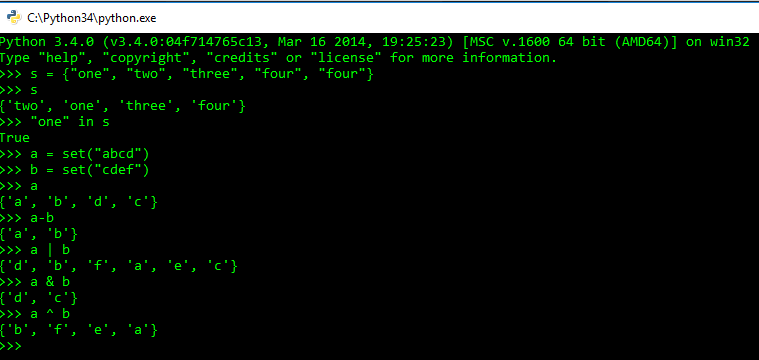 C:\Python34\python.exe
Python 3.4.0 (v3.4.0:04f714765c13, Mar 16 2014, 19:25:23) [MSC v.1600 64 bit (AMD64)] on win32
Type "help", "copyright", "credits" or "license" for more information.
>>> s = {"one", "two", "three", "four", "four"}
>>> s
{'two', 'one', 'three', 'four'}
>>> "one" in s
True
>>> a = set("abcd")
>>> b = set("cdef")
>>> a
{'a', 'b', 'd', 'c'}
>>> a-b
{'a', 'b'}
>>> a | b
{'d', 'b', 'f', 'a', 'e', 'c'}
>>> a & b
{'d', 'c'}
>>> a ^ b
{'b', 'f', 'e', 'a'}
>>>